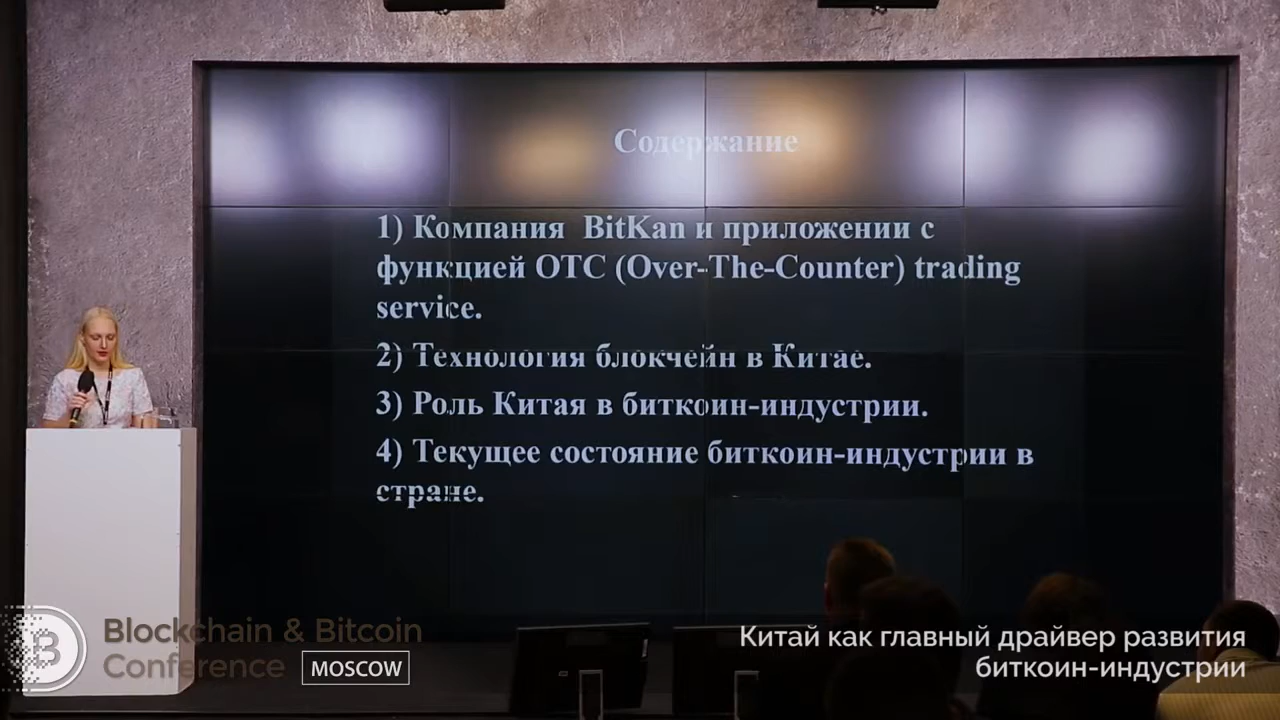 Содержание
1) Компания BitKan и приложении с
функцией OTC (Over-The-Counter) trading
service.
2) Технология блокчейн в Китае.
3) Роль Китая в биткоин-индустрии.
4) Текущее состояние биткоин-индустрии в
стране.
Blockchain & Bitcoin
Conference MOSCOW
Китай как главный драйвер развития
биткоин-индустрии